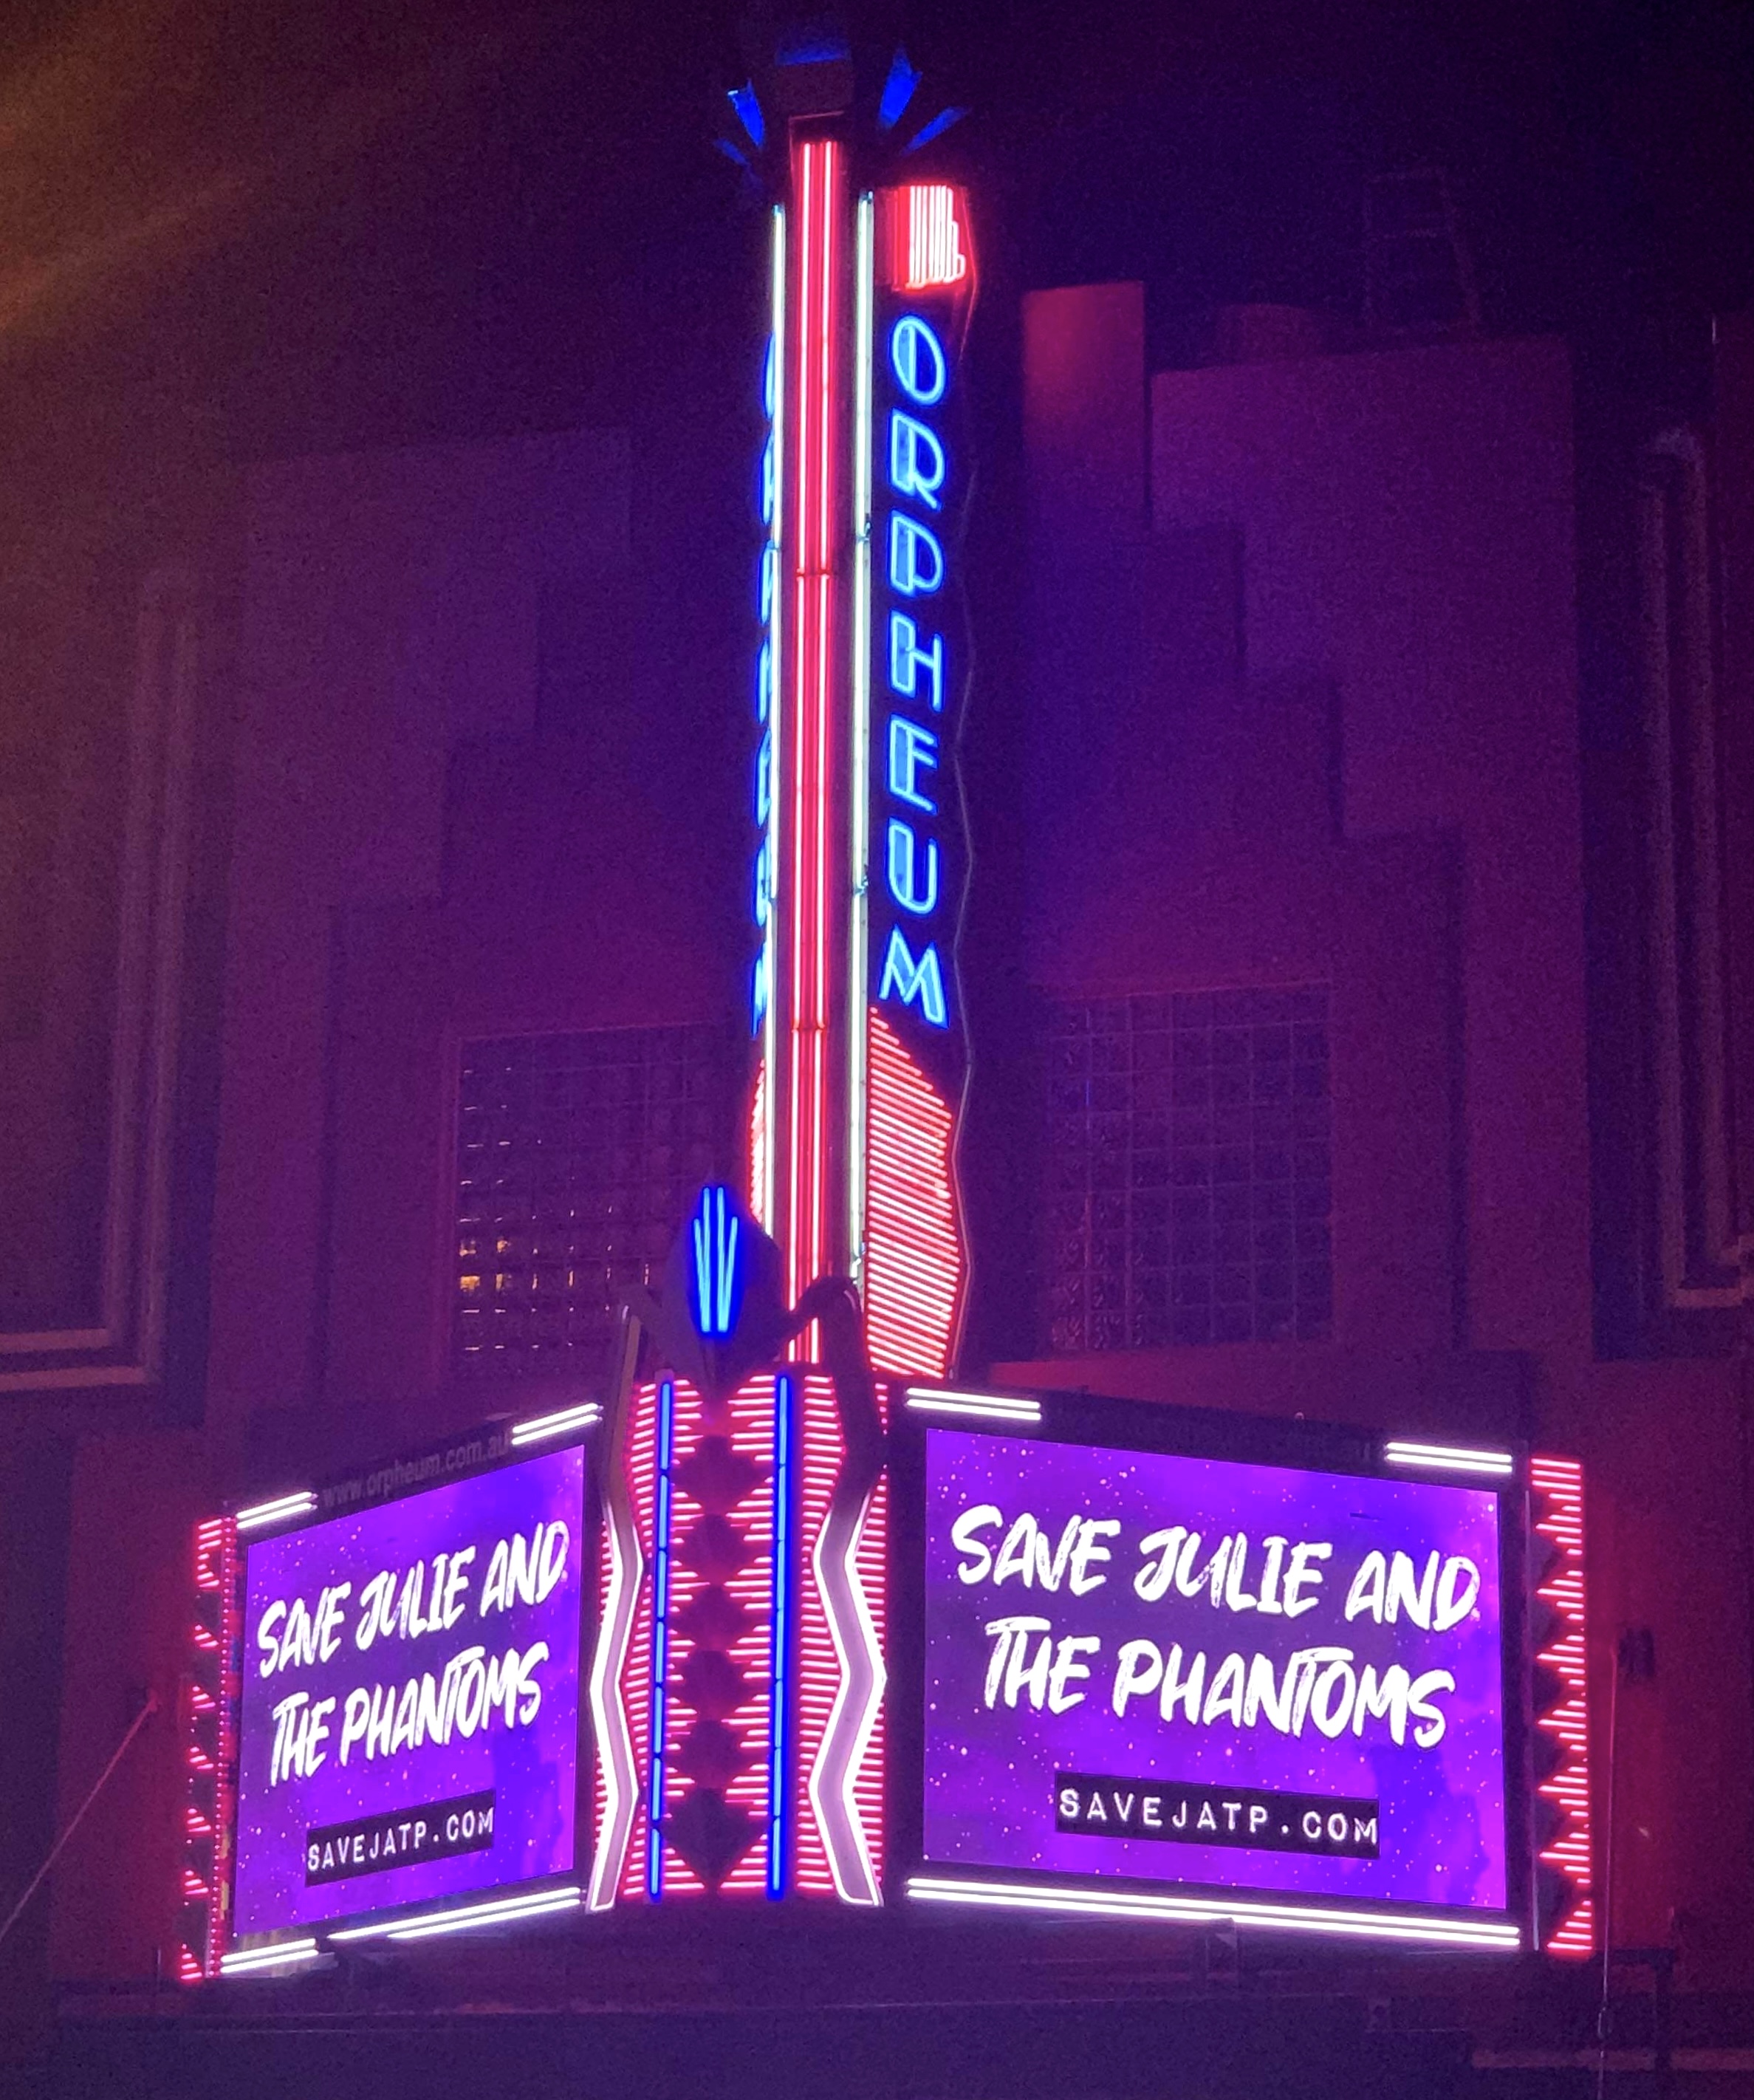 ORPHEUM
www.orpheum.com.au
SAVE JULIE AND
THE PHANTOMS
SAVEJATP.COM
SAVE JULIE AND
THE PHANTOMS
SAVEJATP.COM